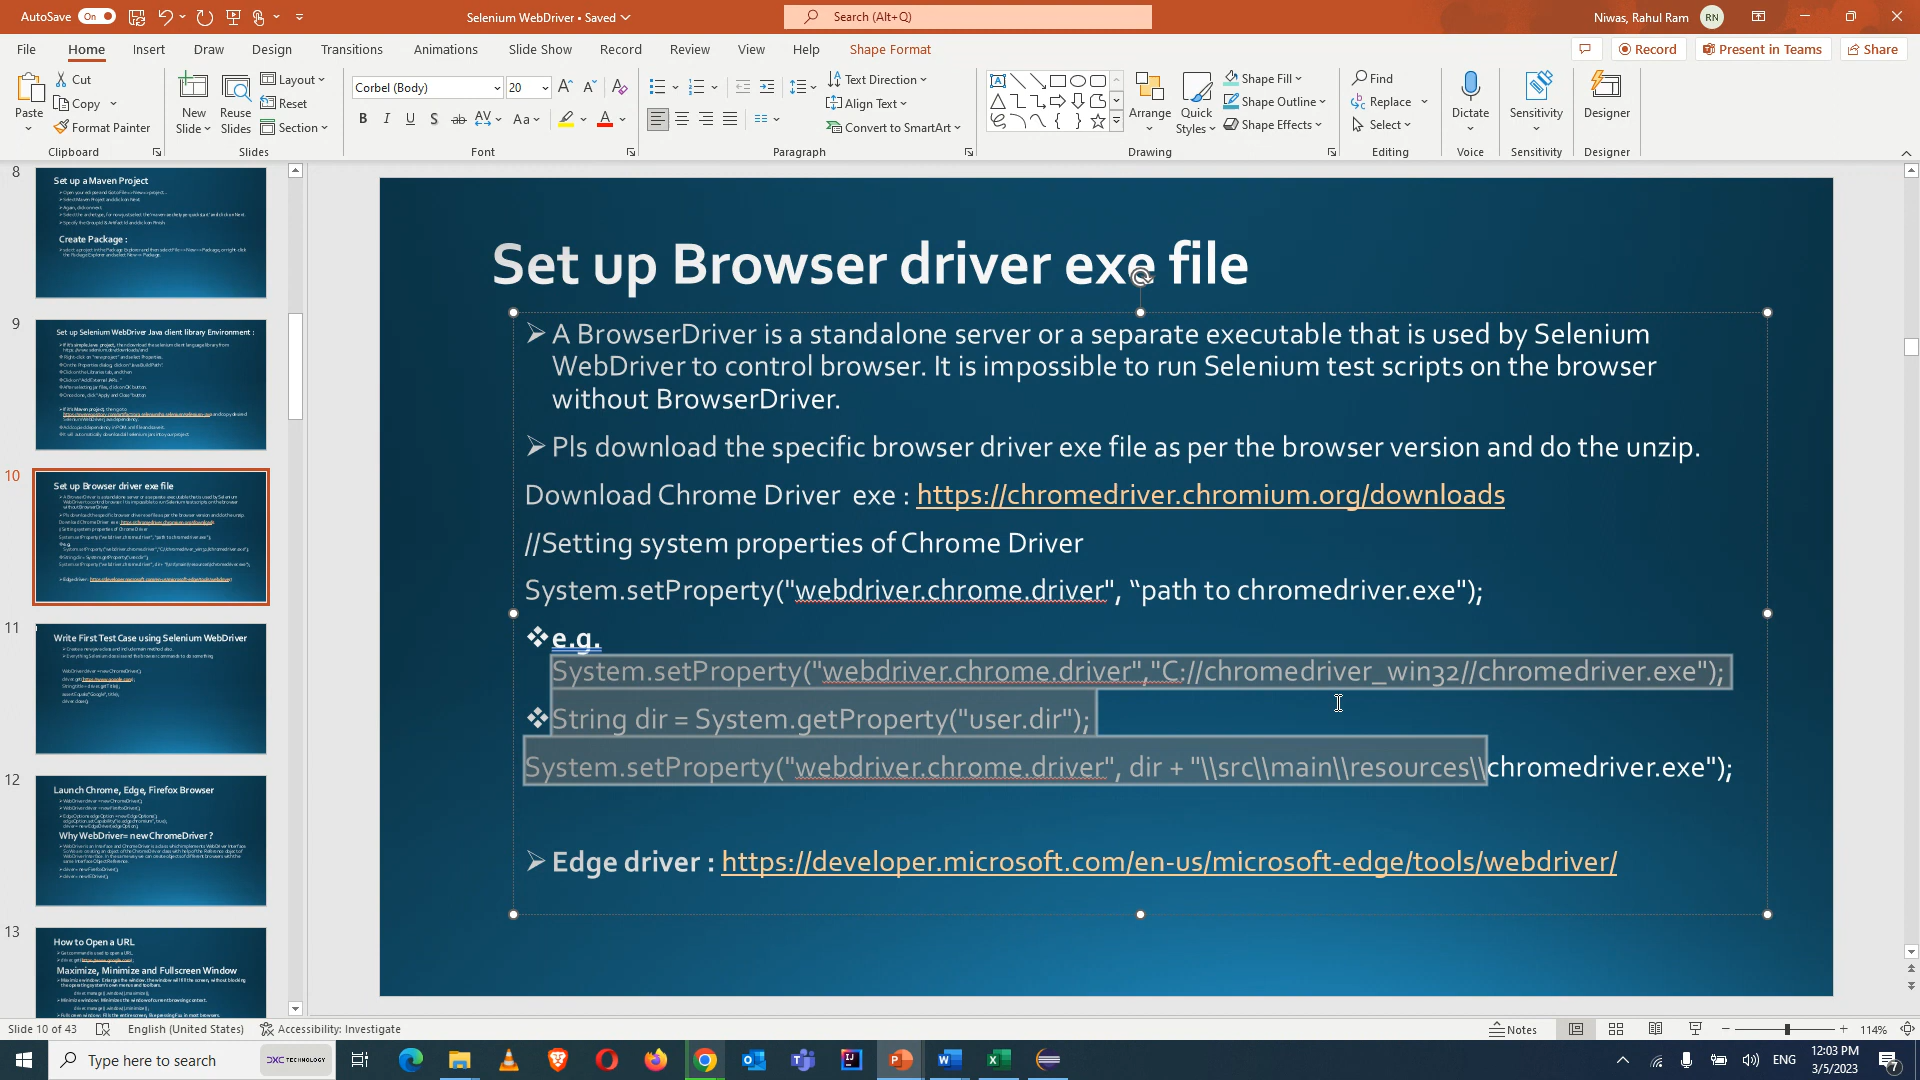 AutoSave On Selenium WebDriver • Saved Search (Alt+Q) Niwas, Rahul Ram RN
File Home Insert Draw Design Transitions Animations Slide Show Record Review View Help Shape Format Record Present in Teams Share
Paste Cut Copy Format Painter
New Slide Reuse Slides Layout Reset Section
Corbel (Body) 20
Text Direction
Align Text
Convert to SmartArt
Arrange Quick Styles Shape Fill Shape Outline Shape Effects
Find Replace Select
Dictate Sensitivity Designer
Clipboard Slides Font Paragraph Drawing Editing Voice Sensitivity Designer
8
Set up a Maven Project
Create Package :
9
Set up Selenium WebDriver Java client library Environment :
10
Set up Browser driver exe file
11
Write First Test Case using Selenium WebDriver
12
Launch Chrome, Edge, Firefox Browser
Why WebDriver= new ChromeDriver ?
13
How to Open a URL
Maximize, Minimize and Fullscreen Window
Set up Browser driver exe file
A BrowserDriver is a standalone server or a separate executable that is used by Selenium
WebDriver to control browser. It is impossible to run Selenium test scripts on the browser
without BrowserDriver.
Pls download the specific browser driver exe file as per the browser version and do the unzip.
Download Chrome Driver exe : https://chromedriver.chromium.org/downloads
//Setting system properties of Chrome Driver
System.setProperty("webdriver.chrome.driver", “path to chromedriver.exe");
e.g.
System.setProperty("webdriver.chrome.driver","C://chromedriver_win32//chromedriver.exe");
String dir = System.getProperty("user.dir");
System.setProperty("webdriver.chrome.driver", dir + "\\src\\main\\resources\\chromedriver.exe");
Edge driver : https://developer.microsoft.com/en-us/microsoft-edge/tools/webdriver/
Slide 10 of 43 English (United States) Accessibility: Investigate Notes 114%
Type here to search DXC TECHNOLOGY ENG 12:03 PM
3/5/2023 7